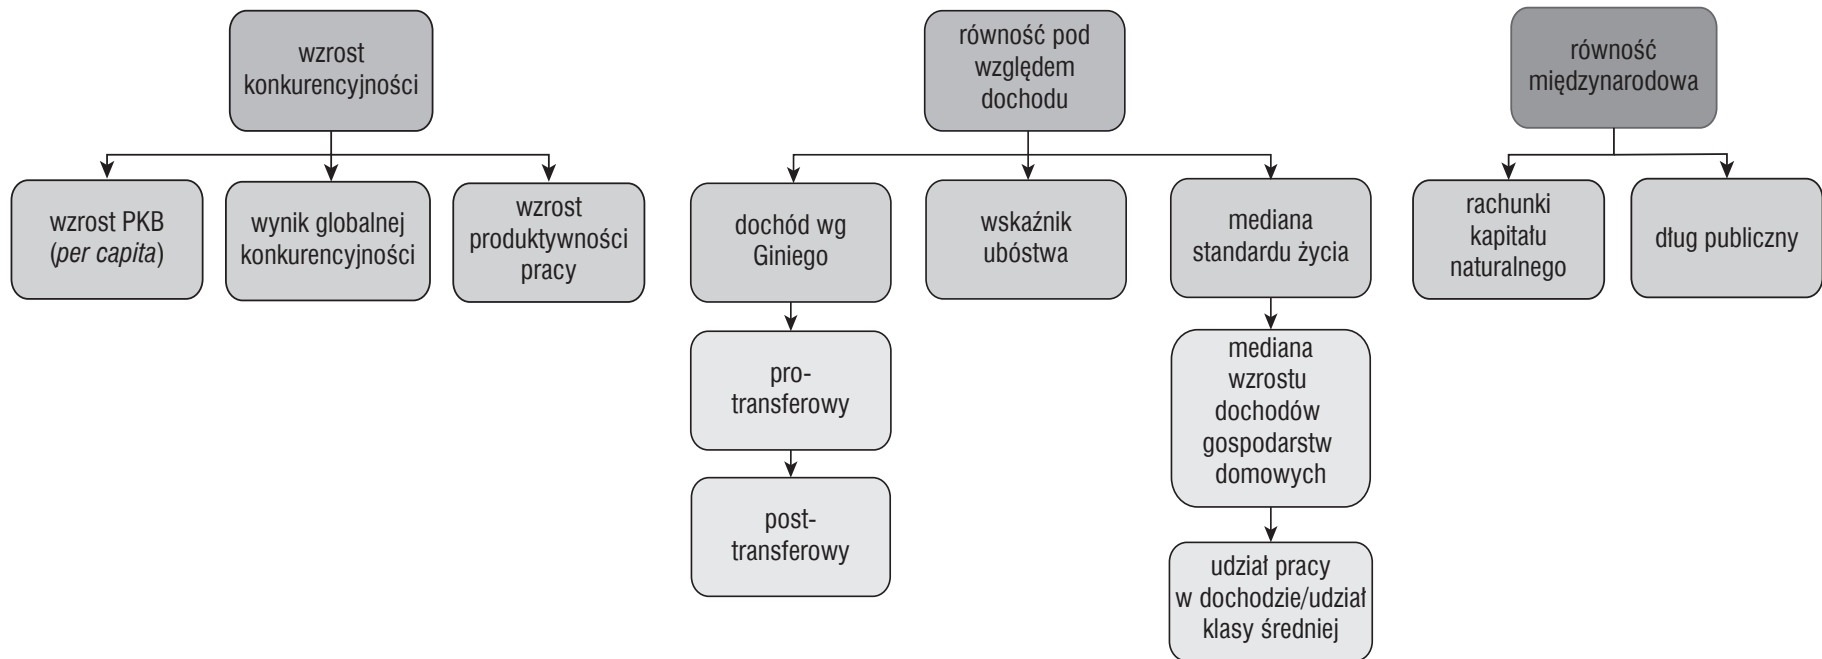 wzrost
konkurencyjności
równość pod
względem
dochodu
równość
międzynarodowa
wzrost PKB
(per capita)
wynik globalnej
konkurencyjności
wzrost
produktywności
pracy
dochód wg
Giniego
wskaźnik
ubóstwa
mediana
standardu życia
rachunki
kapitału
naturalnego
dług publiczny
pro-
transferowy
mediana
wzrostu
dochodów
gospodarstw
domowych
post-
transferowy
udział pracy
w dochodzie/udział
klasy średniej